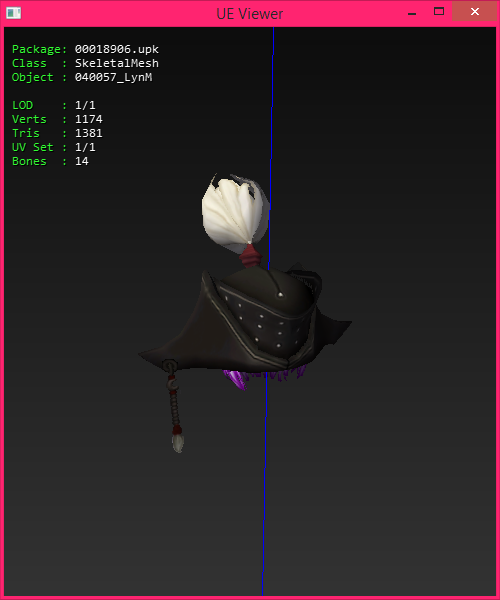 UE Viewer
Package: 00018906.upk
Class  : SkeletalMesh
Object : 040057_LynM
LOD    : 1/1
Verts  : 1174
Tris   : 1381
UV Set : 1/1
Bones  : 14